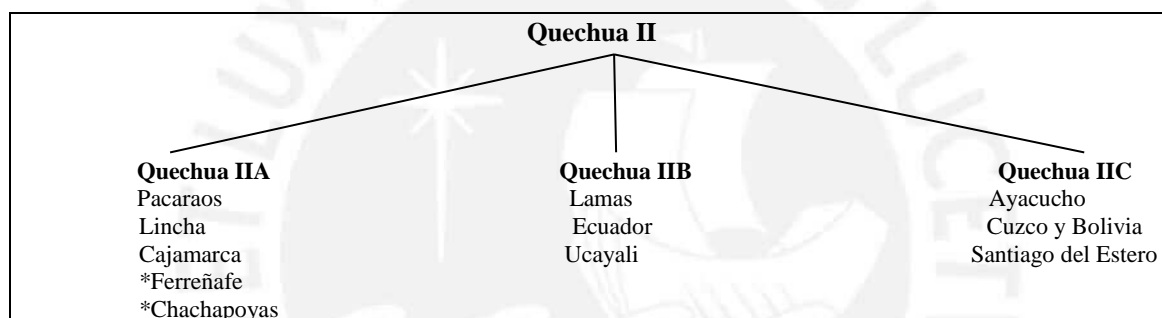 Quechua II
Quechua IIA Quechua IIB Quechua IIC
Pacaraos Lamas Ayacucho
Lincha Ecuador Cuzco y Bolivia
Cajamarca Ucayali Santiago del Estero
*Ferreñafe
*Chachapoyas